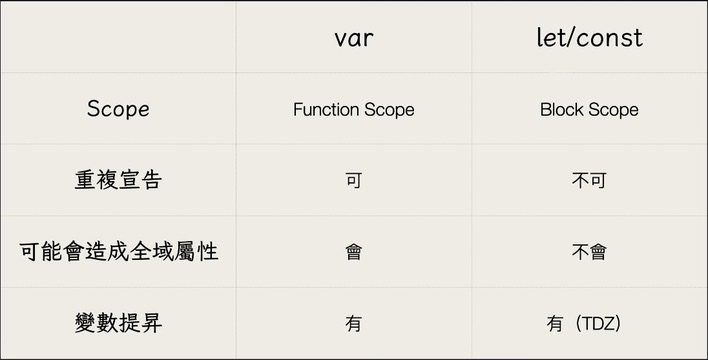 var let/const
Scope Function Scope Block Scope
重複宣告 可 不可
可能會造成全域屬性 會 不會
變數提昇 有 有（TDZ）